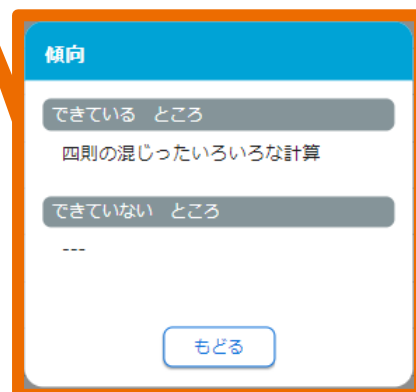 傾向
できている　ところ
四則の混じったいろいろな計算
できていない　ところ
---
もどる